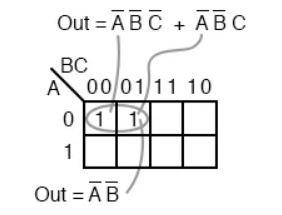 Out = A̅ B̅ C̅ + A̅ B̅ C
BC
A 00 01 11 10
0 1 1
1
Out = A̅ B̅